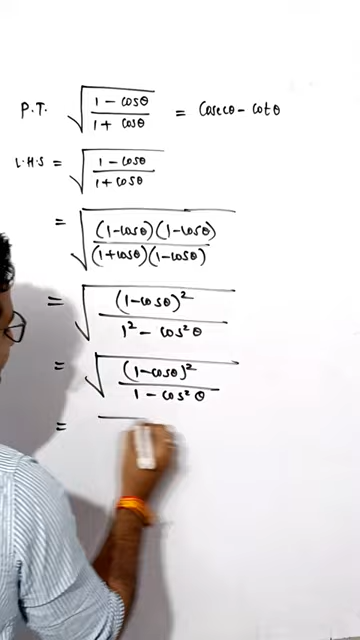 P.T. √((1 - cosθ)/(1 + cosθ)) = Cosecθ - cotθ
L.H.S = √((1 - cosθ)/(1 + cosθ))
= √(((1-cosθ)(1-cosθ))/((1+cosθ)(1-cosθ)))
= √((1-cosθ)²/(1² - cos²θ))
= √((1-cosθ)²/(1 - cos²θ))
=